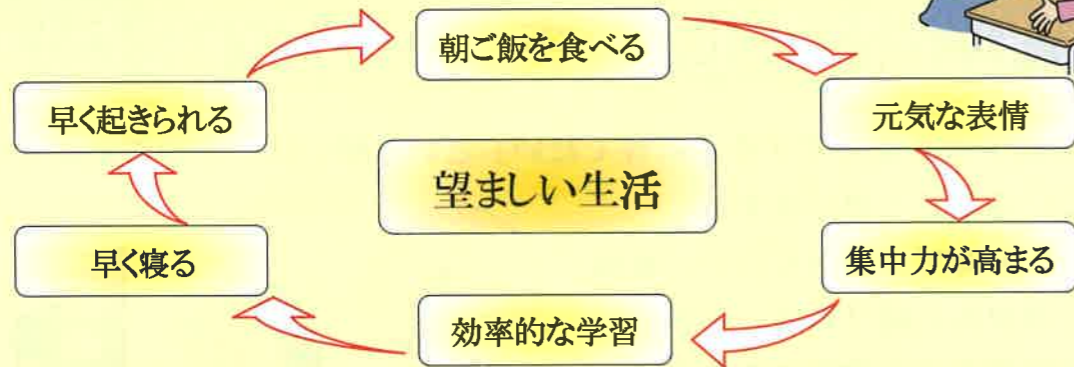 朝ご飯を食べる
元気な表情
集中力が高まる
効率的な学習
早く寝る
早く起きられる
望ましい生活